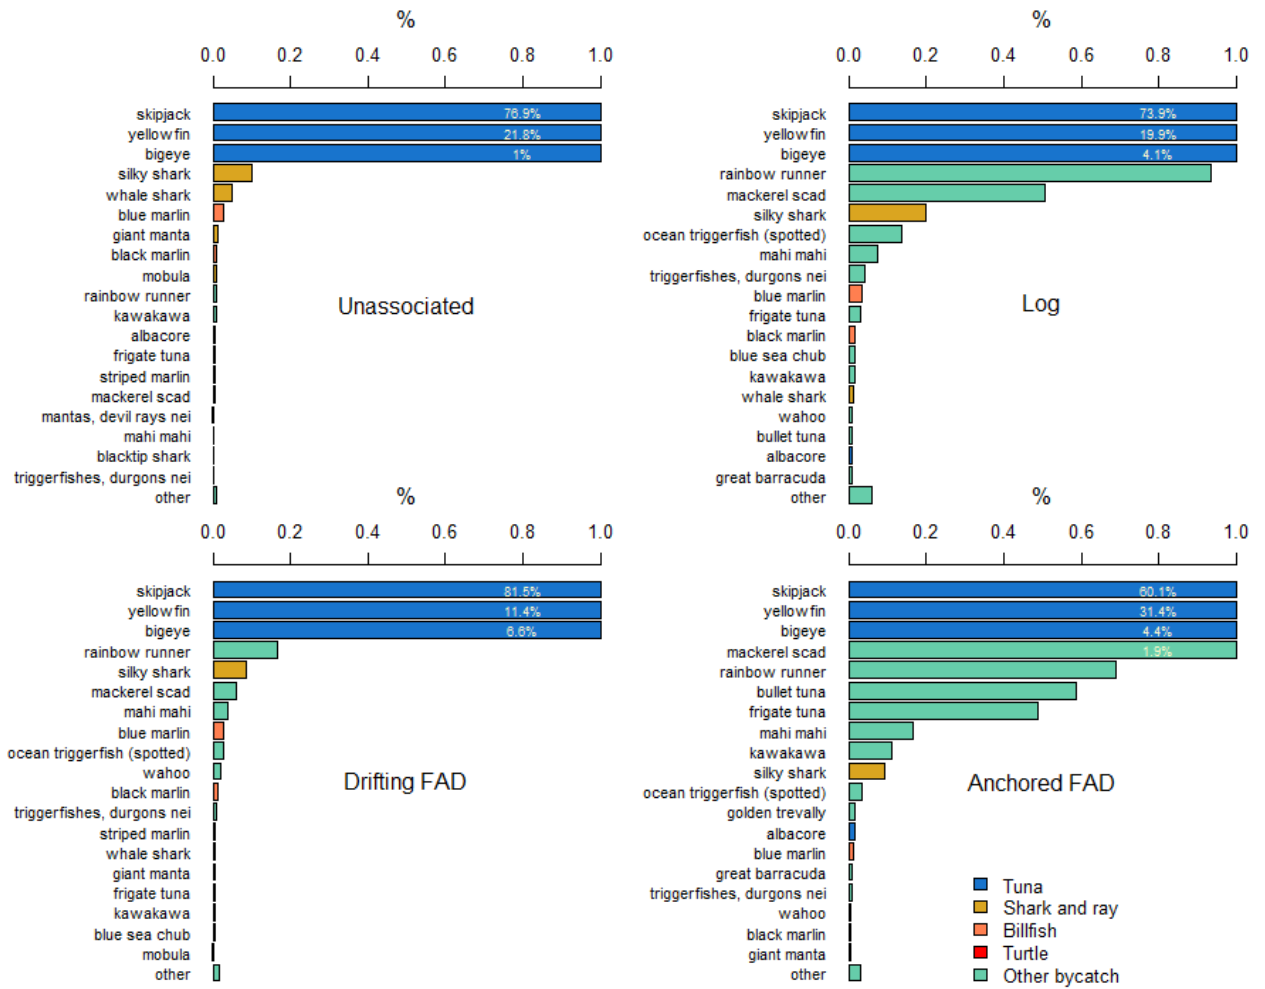 %
0.0 0.2 0.4 0.6 0.8 1.0
skipjack 76.9%
yellowfin 21.8%
bigeye 1%
silky shark
whale shark
blue marlin
giant manta
black marlin
mobula
rainbow runner
kawakawa
albacore
frigate tuna
striped marlin
mackerel scad
mantas, devil rays nei
mahi mahi
blacktip shark
triggerfishes, durgons nei
other
Unassociated
%
0.0 0.2 0.4 0.6 0.8 1.0
skipjack 73.9%
yellowfin 19.9%
bigeye 4.1%
rainbow runner
mackerel scad
silky shark
ocean triggerfish (spotted)
mahi mahi
triggerfishes, durgons nei
blue marlin
frigate tuna
black marlin
blue sea chub
kawakawa
whale shark
wahoo
bullet tuna
albacore
great barracuda
other
Log
%
0.0 0.2 0.4 0.6 0.8 1.0
skipjack 81.5%
yellowfin 11.4%
bigeye 6.6%
rainbow runner
silky shark
mackerel scad
mahi mahi
blue marlin
ocean triggerfish (spotted)
wahoo
black marlin
triggerfishes, durgons nei
striped marlin
whale shark
giant manta
frigate tuna
kawakawa
blue sea chub
mobula
other
Drifting FAD
%
0.0 0.2 0.4 0.6 0.8 1.0
skipjack 60.1%
yellowfin 31.4%
bigeye 4.4%
mackerel scad 1.9%
rainbow runner
bullet tuna
frigate tuna
mahi mahi
kawakawa
silky shark
ocean triggerfish (spotted)
golden trevally
albacore
blue marlin
great barracuda
triggerfishes, durgons nei
wahoo
black marlin
giant manta
other
Anchored FAD
Tuna
Shark and ray
Billfish
Turtle
Other bycatch